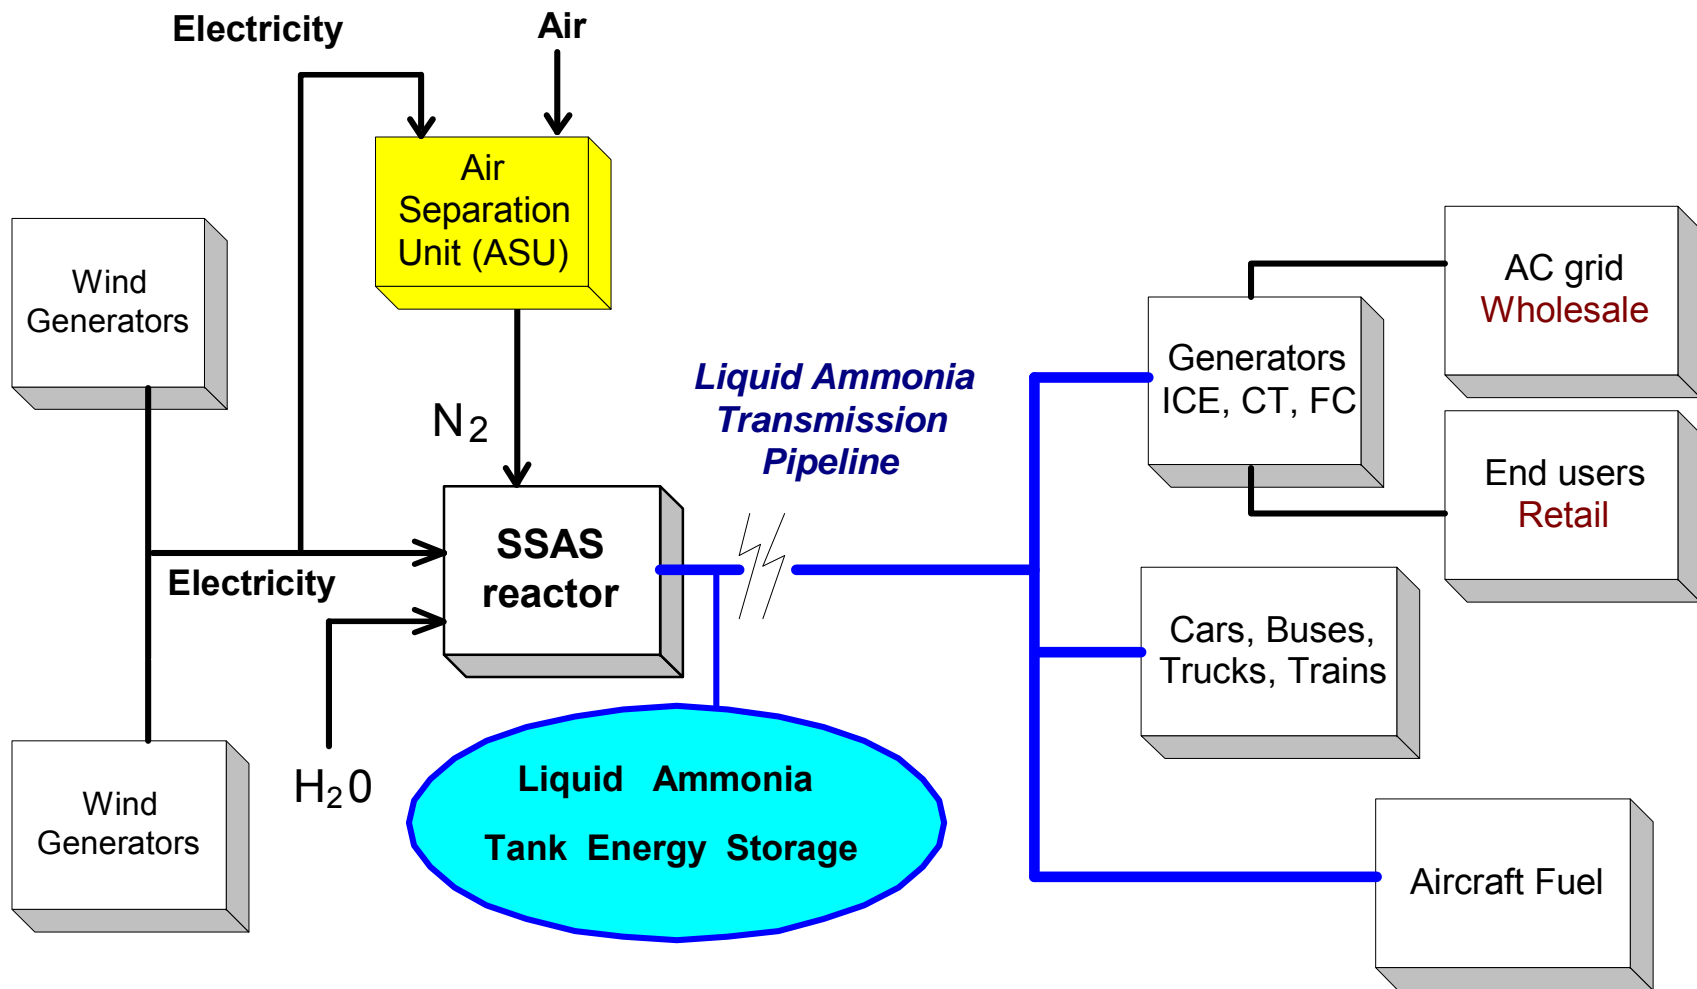 Electricity
Air
Air
Separation
Unit (ASU)
Wind
Generators
N2
Liquid Ammonia
Transmission
Pipeline
Generators
ICE, CT, FC
AC grid
Wholesale
End users
Retail
Electricity
SSAS
reactor
Cars, Buses,
Trucks, Trains
H20
Wind
Generators
Liquid Ammonia
Tank Energy Storage
Aircraft Fuel